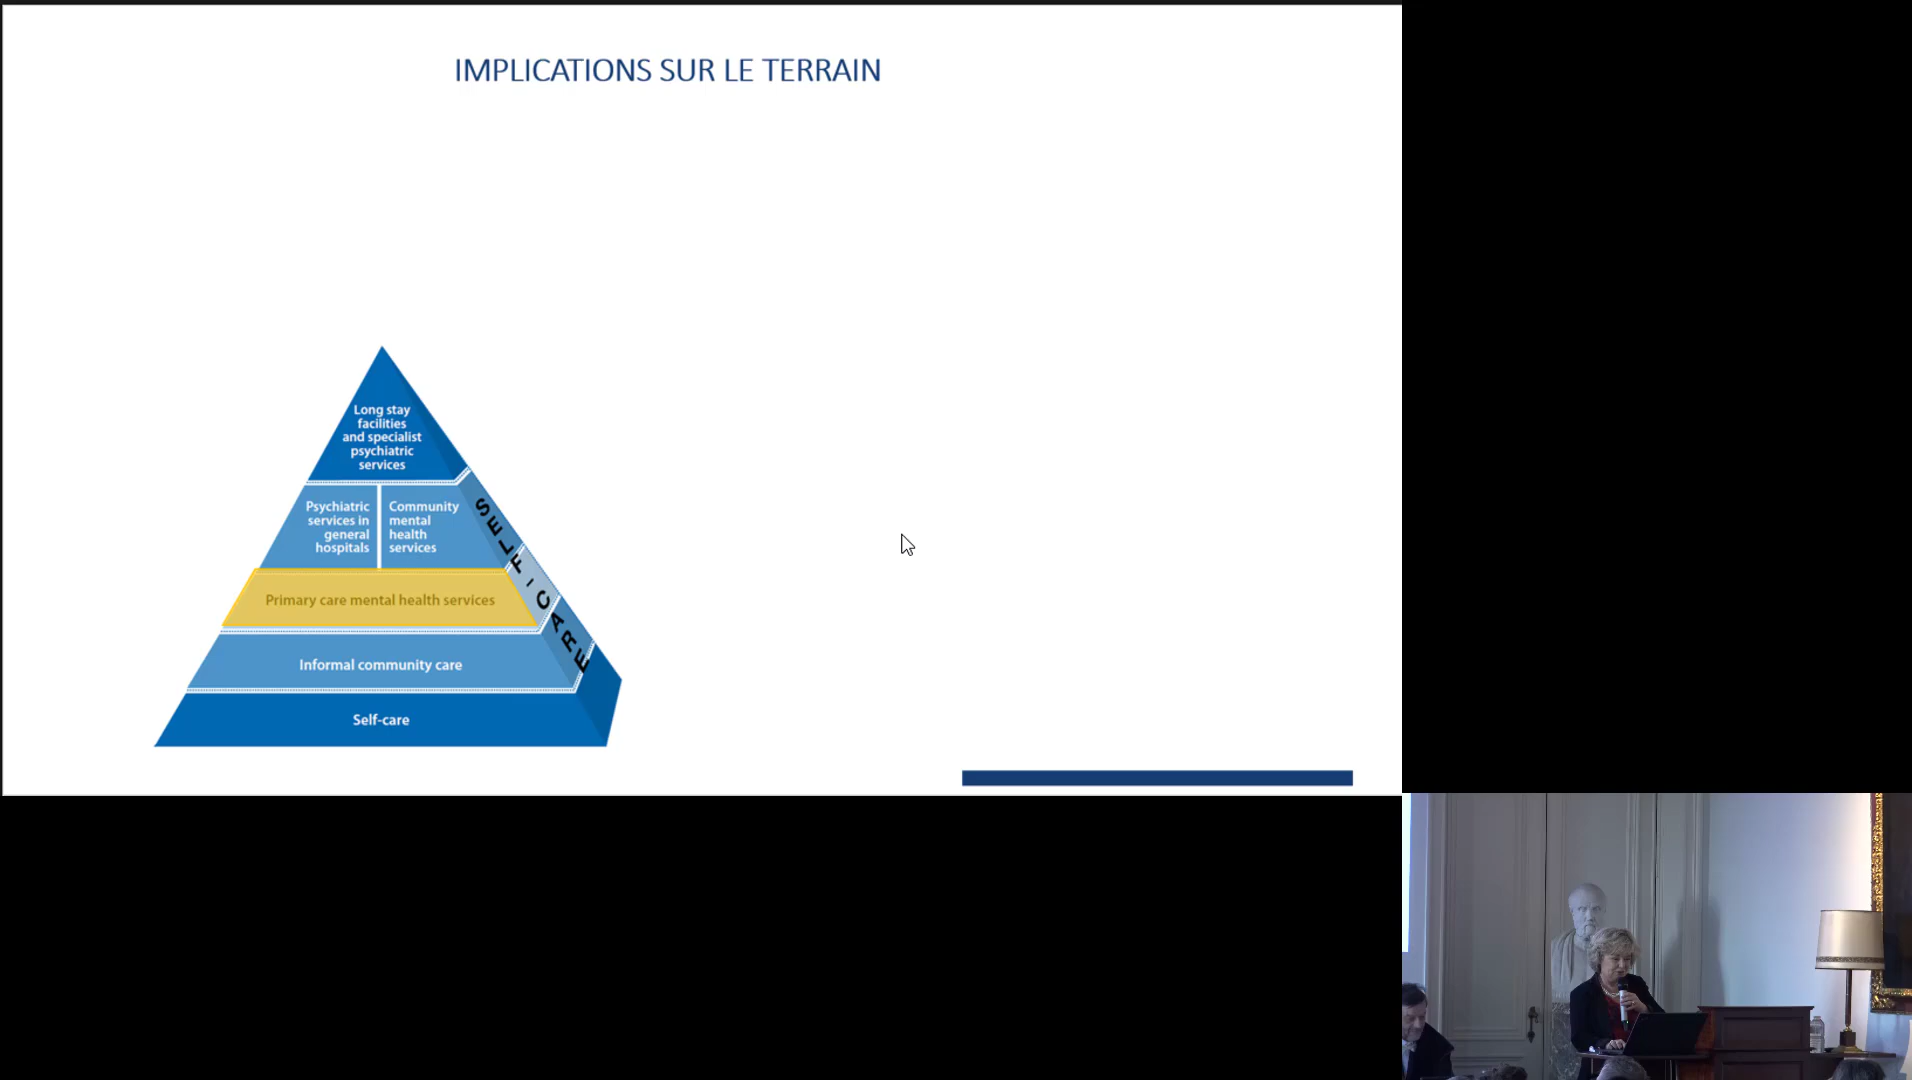 IMPLICATIONS SUR LE TERRAIN
Long stay
facilities
and specialist
psychiatric
services
Psychiatric
services in
general
hospitals
Community
mental
health
services
Primary care mental health services
Informal community care
Self-care
SELF-CARE